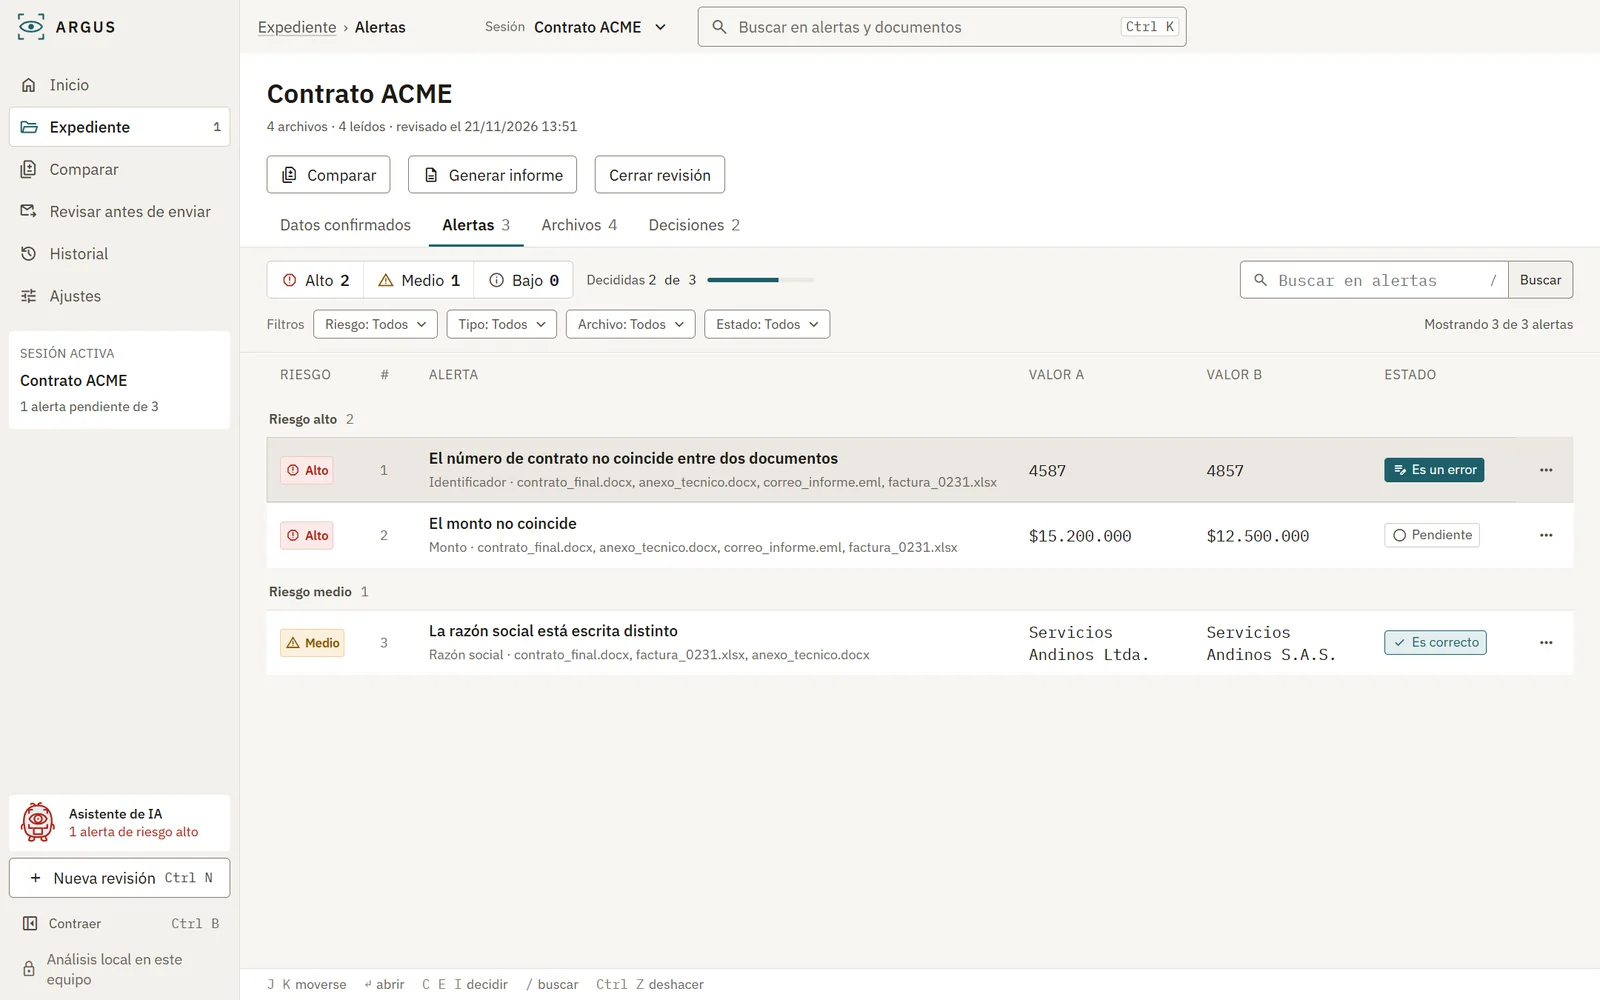 ARGUS
Expediente › Alertas
Sesión Contrato ACME
Buscar en alertas y documentos Ctrl K
Inicio
Expediente 1
Comparar
Revisar antes de enviar
Historial
Ajustes
SESIÓN ACTIVA
Contrato ACME
1 alerta pendiente de 3
Asistente de IA
1 alerta de riesgo alto
+ Nueva revisión Ctrl N
Contraer Ctrl B
Análisis local en este
equipo
Contrato ACME
4 archivos · 4 leídos · revisado el 21/11/2026 13:51
Comparar
Generar informe
Cerrar revisión
Datos confirmados
Alertas 3
Archivos 4
Decisiones 2
Alto 2
Medio 1
Bajo 0
Decididas 2 de 3
Buscar en alertas /
Buscar
Filtros
Riesgo: Todos
Tipo: Todos
Archivo: Todos
Estado: Todos
Mostrando 3 de 3 alertas
RIESGO # ALERTA VALOR A VALOR B ESTADO
Riesgo alto 2
Alto 1 El número de contrato no coincide entre dos documentos 4587 4857 Es un error
Identificador · contrato_final.docx, anexo_tecnico.docx, correo_informe.eml, factura_0231.xlsx
Alto 2 El monto no coincide $15.200.000 $12.500.000 Pendiente
Monto · contrato_final.docx, anexo_tecnico.docx, correo_informe.eml, factura_0231.xlsx
Riesgo medio 1
Medio 3 La razón social está escrita distinto Servicios Servicios Es correcto
Razón social · contrato_final.docx, factura_0231.xlsx, anexo_tecnico.docx Andinos Ltda. Andinos S.A.S.
J K moverse ↵ abrir C E I decidir / buscar Ctrl Z deshacer